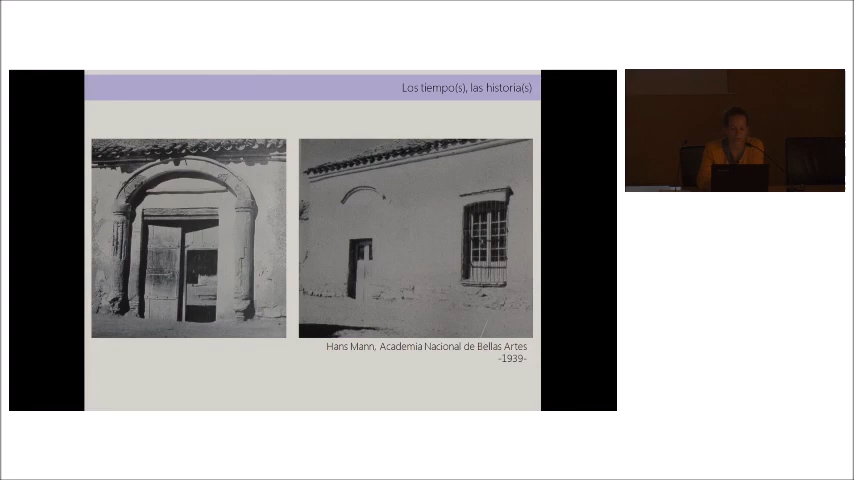 Los tiempo(s), las historia(s)
Hans Mann, Academia Nacional de Bellas Artes
-1939-